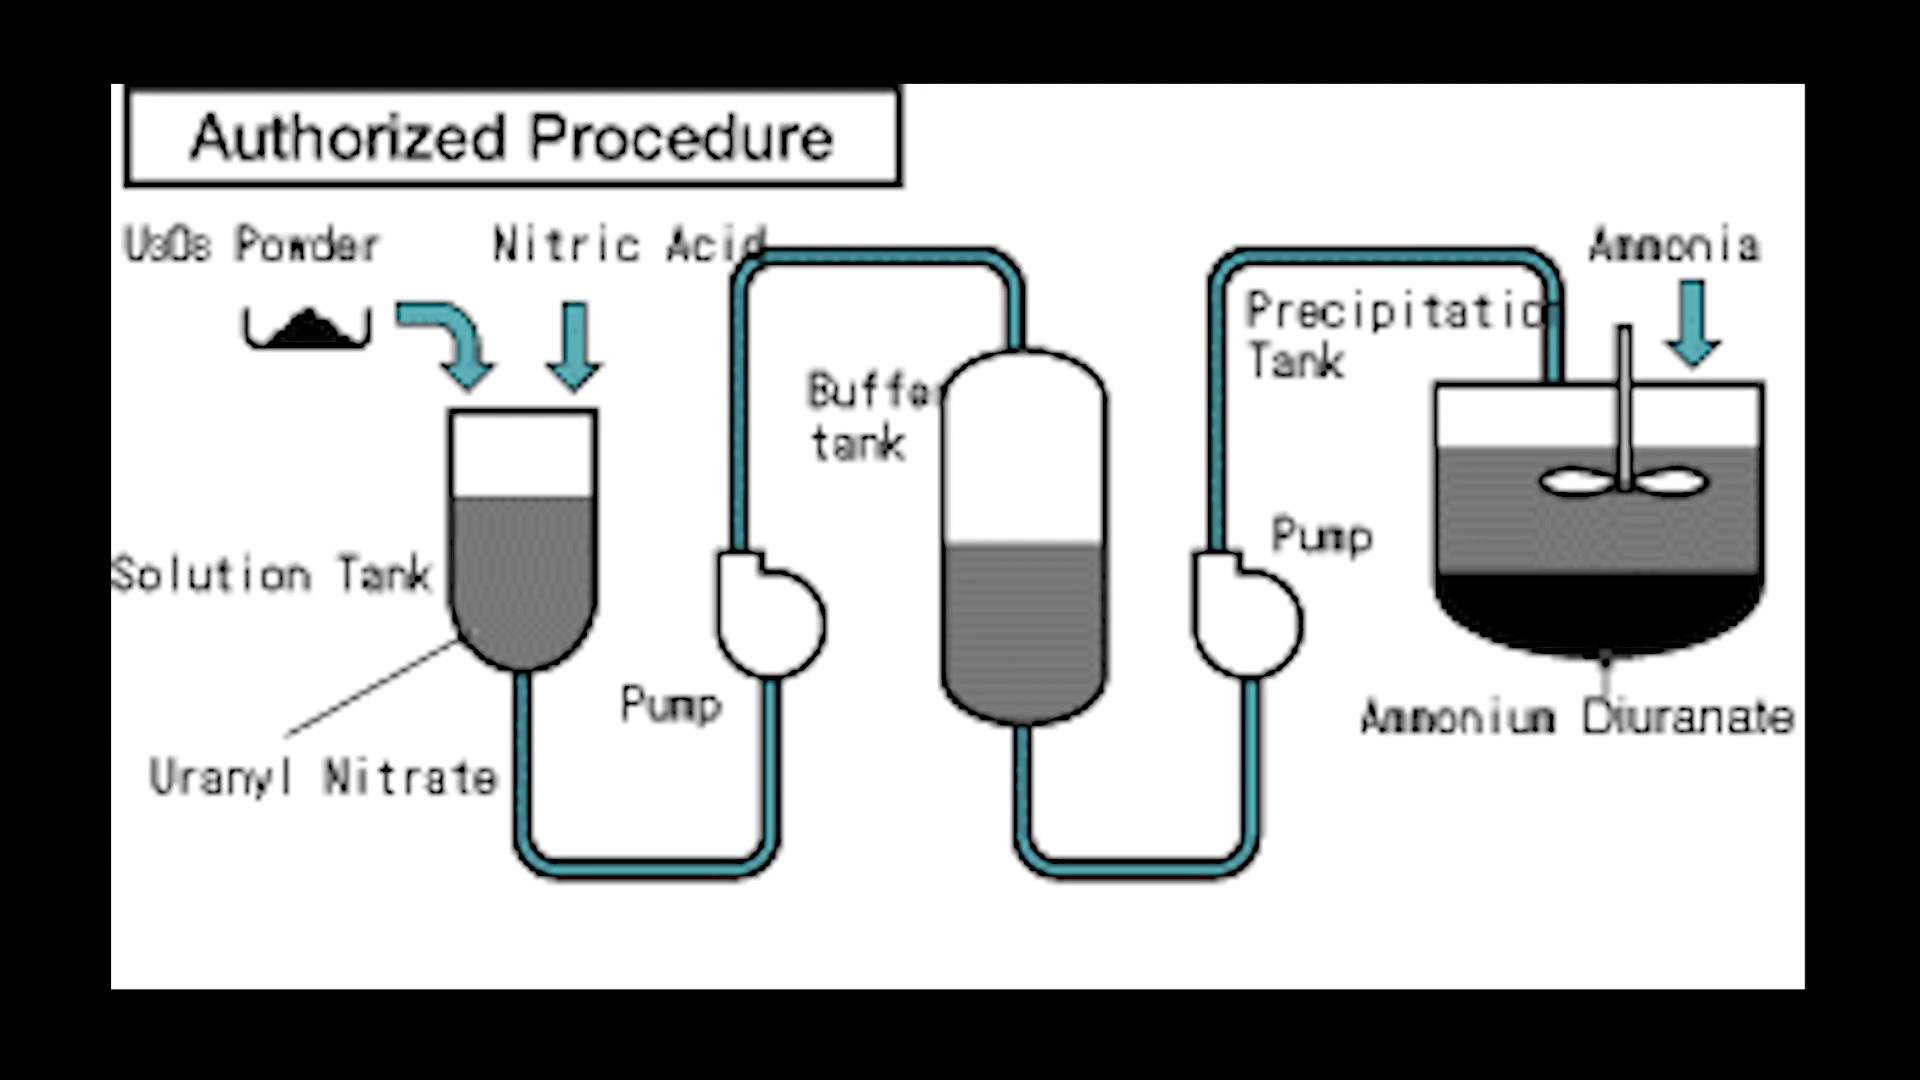 Authorized Procedure
U3O8 Powder
Nitric Acid
Ammonia
Precipitation
Tank
Buffer
tank
Pump
Solution Tank
Pump
Ammonium Diuranate
Uranyl Nitrate